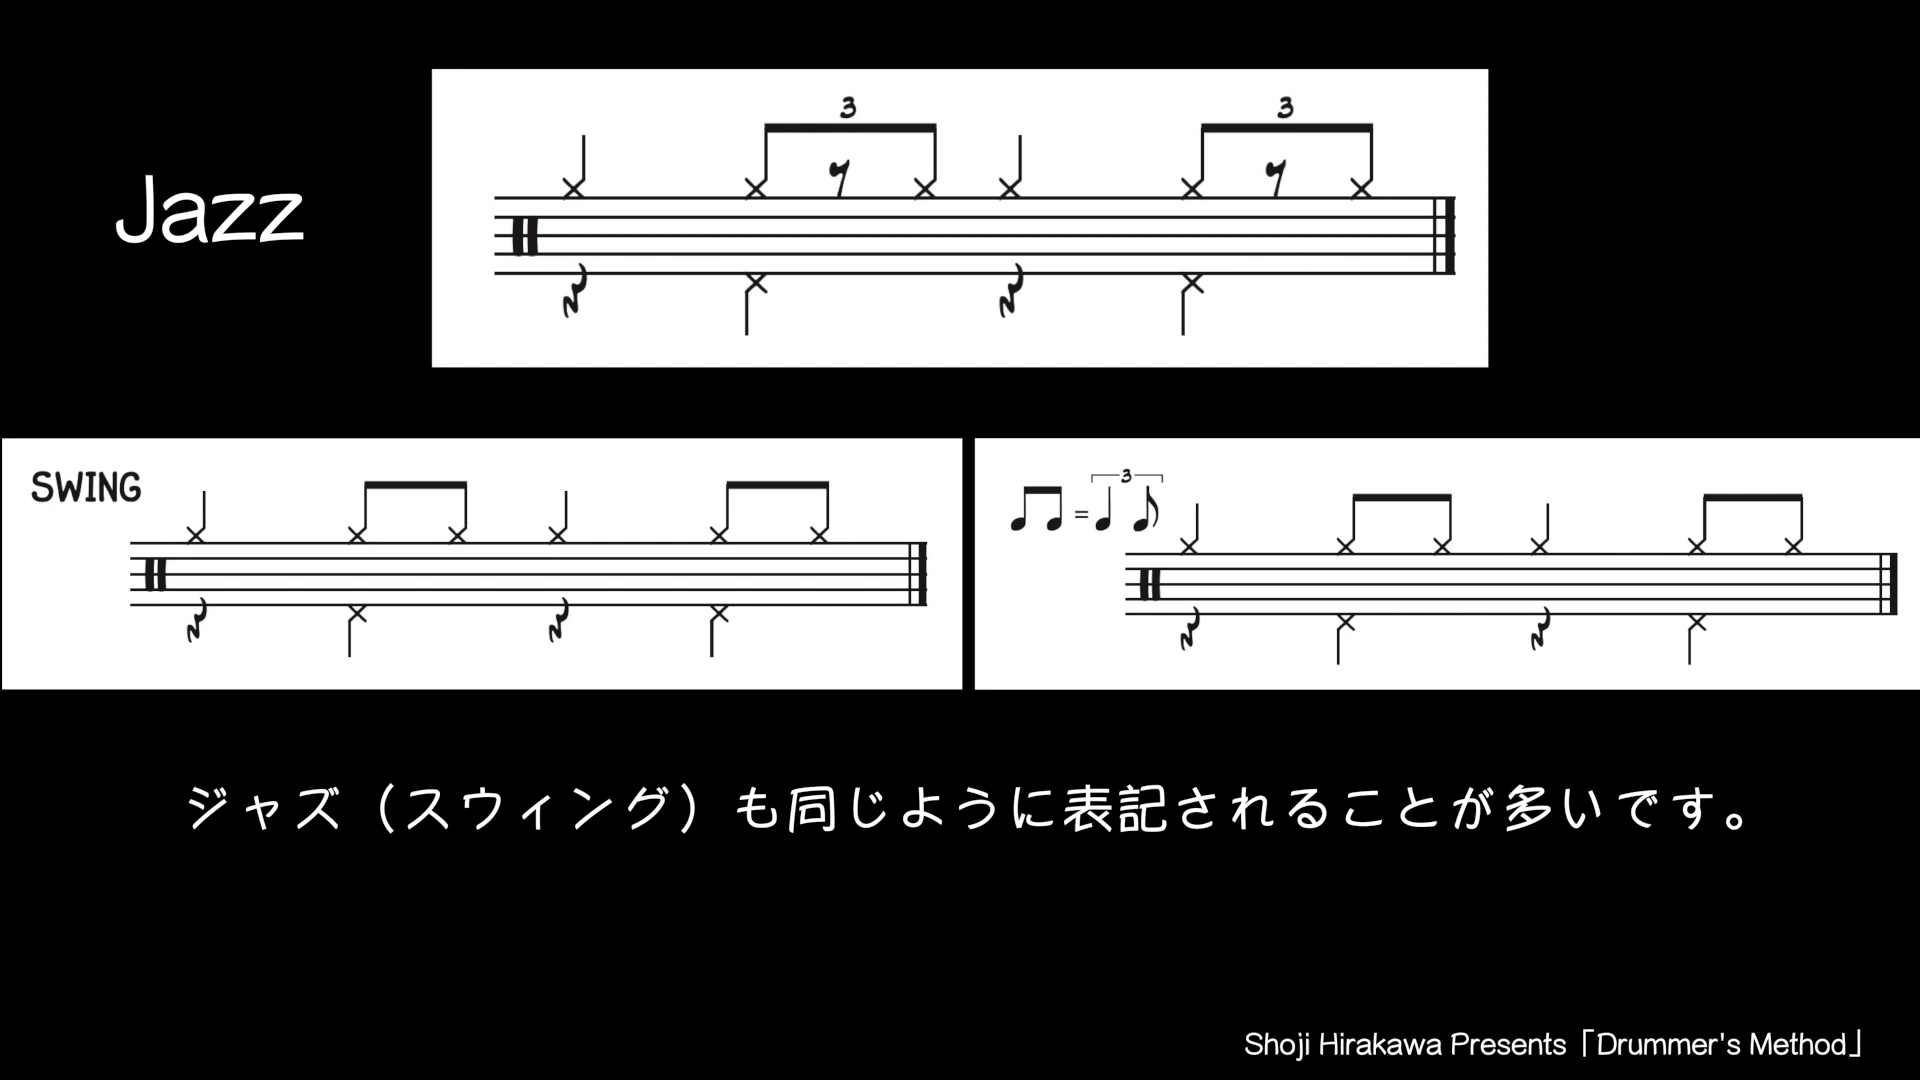 Jazz
3
3
SWING
3
=
ジャズ（スウィング）も同じように表記されることが多いです。
Shoji Hirakawa Presents「Drummer's Method」